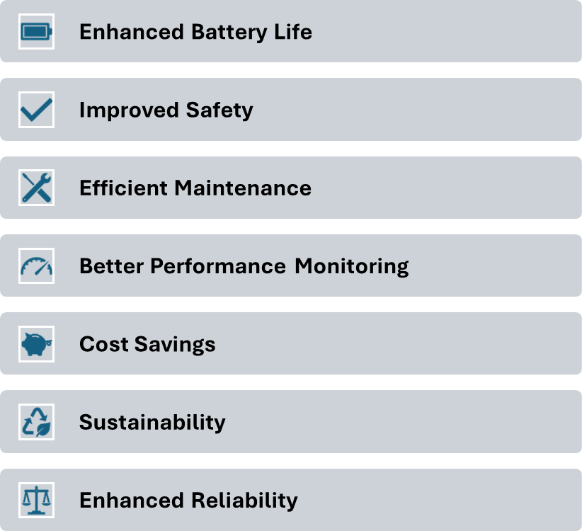 Enhanced Battery Life
Improved Safety
Efficient Maintenance
Better Performance Monitoring
Cost Savings
Sustainability
Enhanced Reliability